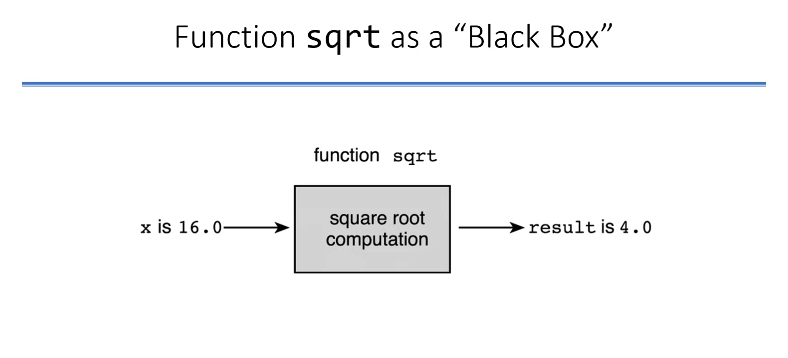 Function sqrt as a “Black Box”
function sqrt
x is 16.0
square root
computation
result is 4.0